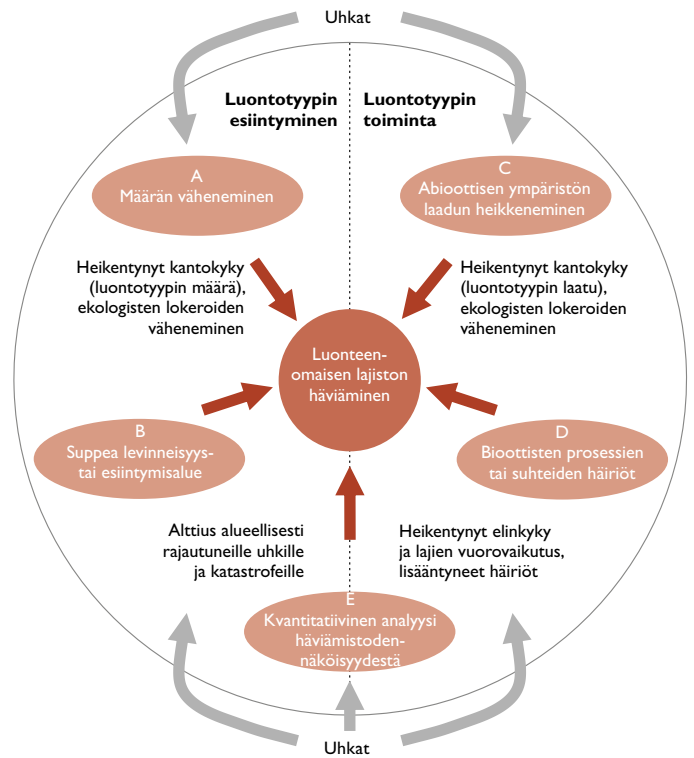 Uhkat
Luontotyypin
esiintyminen
Luontotyypin
toiminta
A
Määrän väheneminen
C
Abioottisen ympäristön
laadun heikkeneminen
Heikentynyt kantokyky
(luontotyypin määrä),
ekologisten lokeroiden
väheneminen
Heikentynyt kantokyky
(luontotyypin laatu),
ekologisten lokeroiden
väheneminen
Luonteen-
omaisen lajiston
häviäminen
B
Suppea levinneisyys-
tai esiintymisalue
D
Bioottisten prosessien
tai suhteiden häiriöt
Alttius alueellisesti
rajautuneille uhkille
ja katastrofeille
Heikentynyt elinkyky
ja lajien vuorovaikutus,
lisääntyneet häiriöt
E
Kvantitatiivinen analyysi
häviämistoden-
näköisyydestä
Uhkat